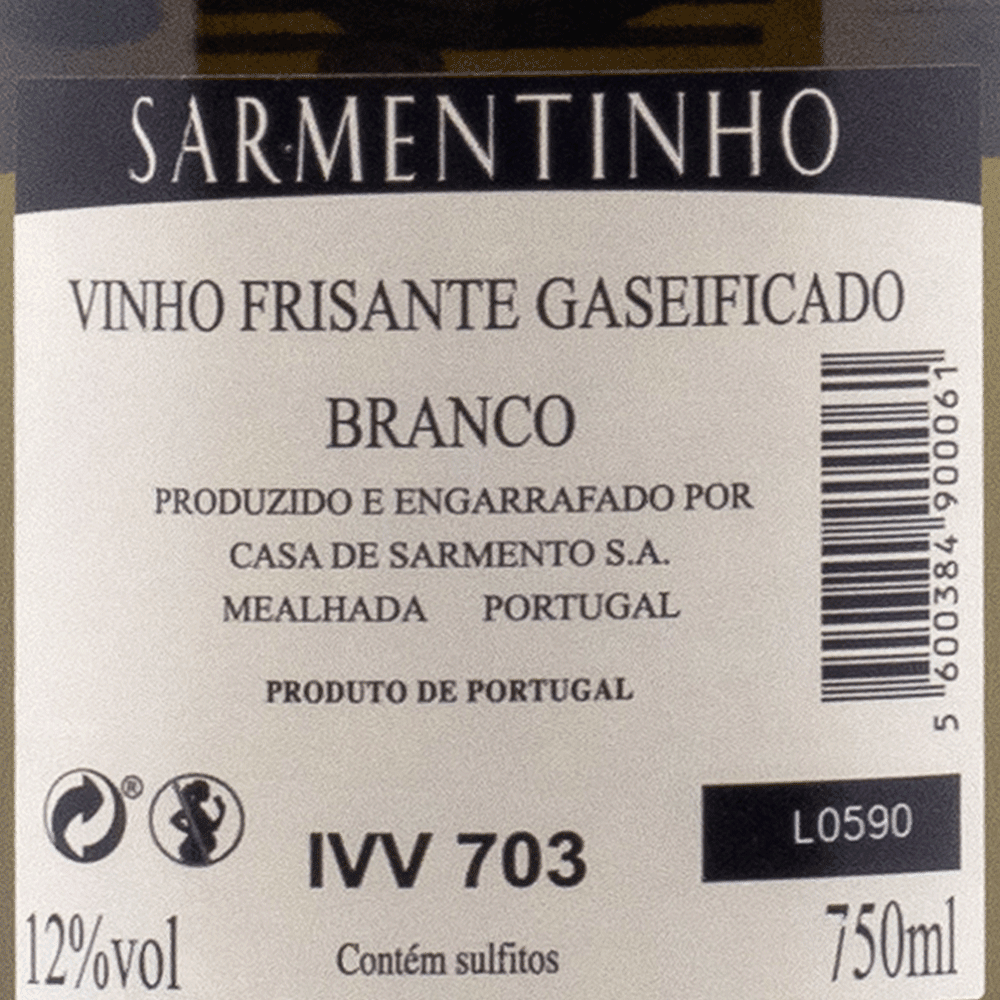 SARMENTINHO
VINHO FRISANTE GASEIFICADO
BRANCO
PRODUZIDO E ENGARRAFADO POR
CASA DE SARMENTO S.A.
MEALHADA PORTUGAL
PRODUTO DE PORTUGAL
5 600384 900061
®
IVV 703
L0590
12%vol
Contém sulfitos
750ml